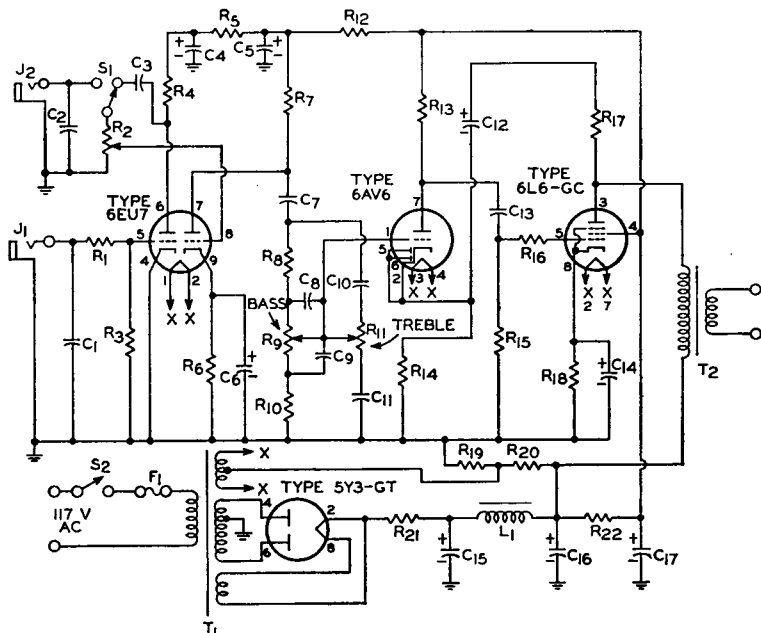 R5
R12
C4
C5
J2
S1
C3
R4
R7
R13
C12
R17
C2
R2
TYPE
6EU7
TYPE
6AV6
TYPE
6L6-GC
6
7
7
3
4
C7
C13
J1
R1
5
8
4
9
1
5
6
2
3
4
5
8
R16
R8
C8
C10
1
2
X
X
X
X
2
7
X
X
BASS
TREBLE
R9
R11
C9
C1
R3
R6
C6
R10
C11
R14
R15
R18
C14
T2
R19
R20
S2
F1
117 V
AC
X
X
TYPE 5Y3-GT
4
6
2
8
R21
L1
R22
C15
C16
C17
T1
+
-